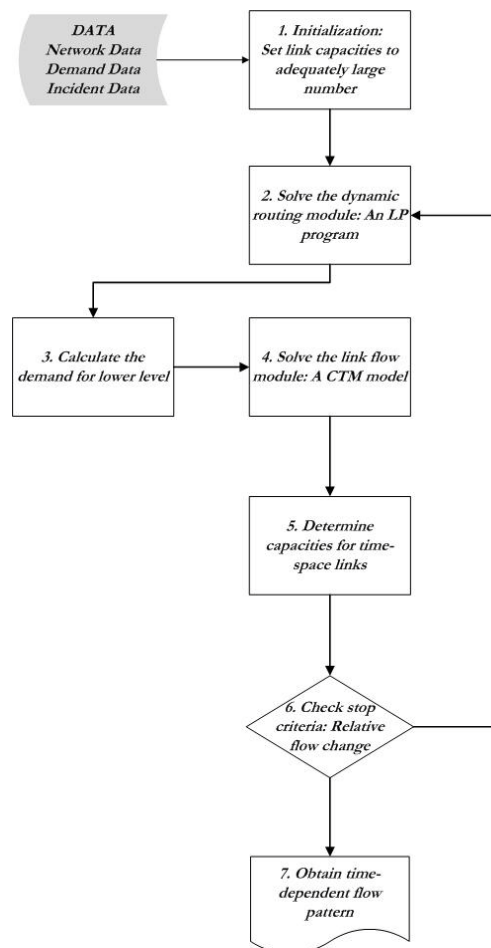 DATA
Network Data
Demand Data
Incident Data
1. Initialization:
Set link capacities to
adequately large
number
2. Solve the dynamic
routing module: An LP
program
3. Calculate the
demand for lower level
4. Solve the link flow
module: A CTM model
5. Determine
capacities for time-
space links
6. Check stop
criteria: Relative
flow change
7. Obtain time-
dependent flow
pattern